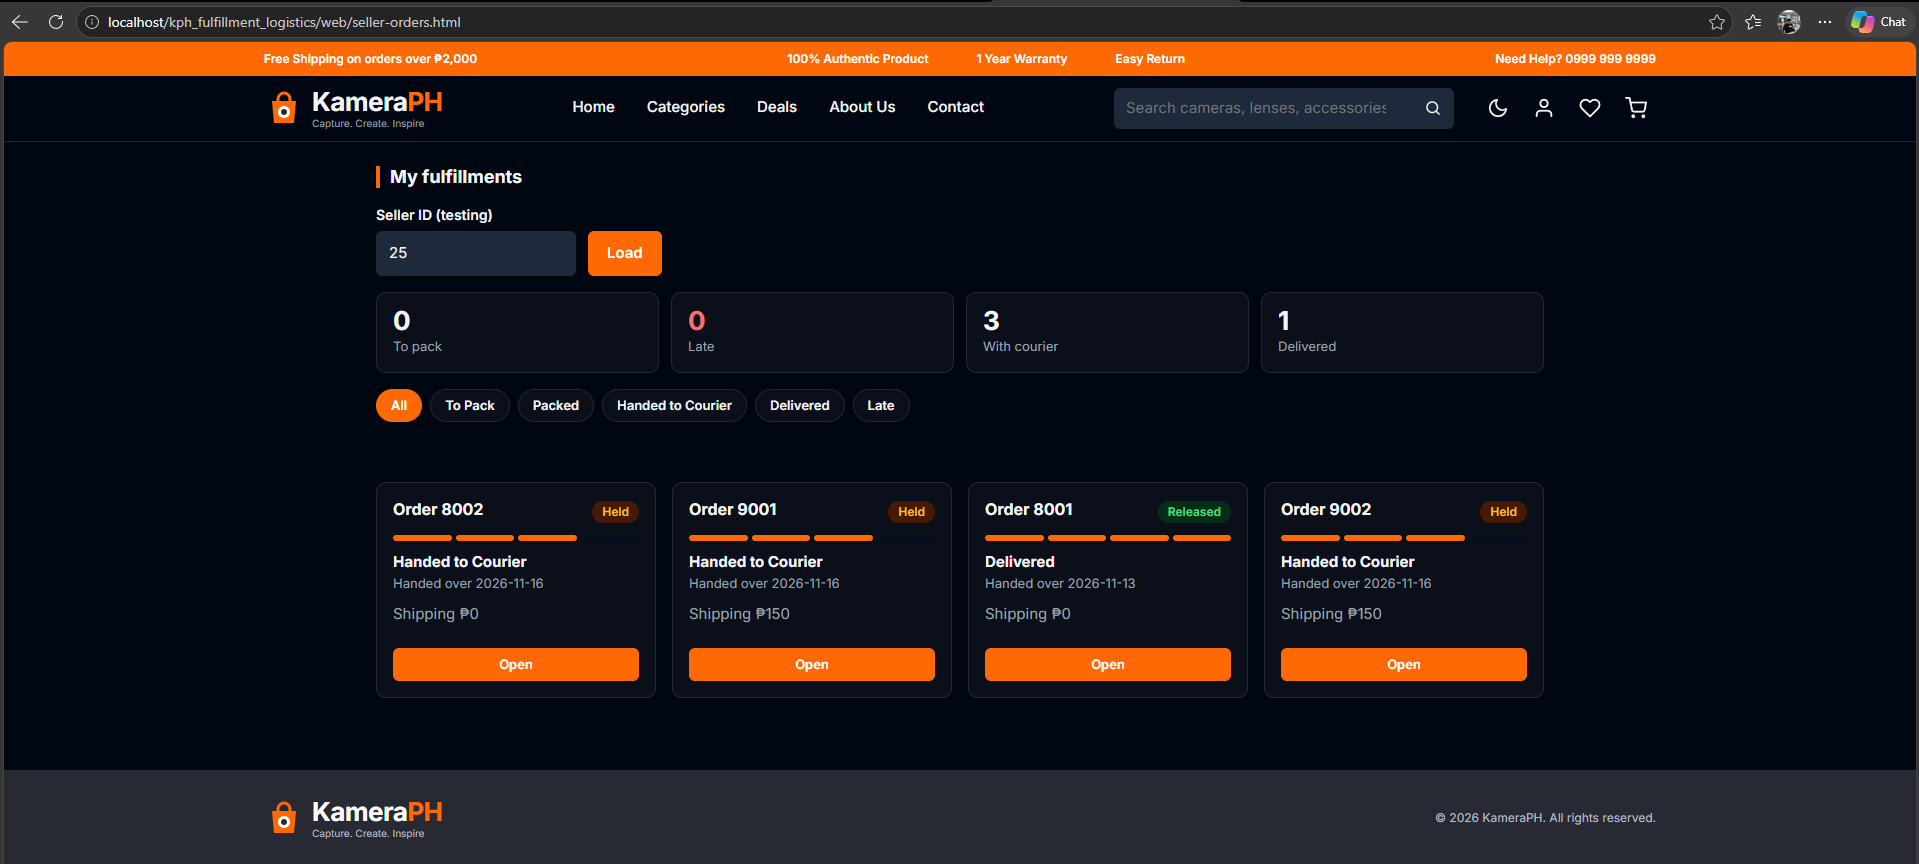 localhost/kph_fulfillment_logistics/web/seller-orders.html
Chat
Free Shipping on orders over ₱2,000
100% Authentic Product
1 Year Warranty
Easy Return
Need Help? 0999 999 9999
KameraPH
Capture. Create. Inspire
Home
Categories
Deals
About Us
Contact
Search cameras, lenses, accessories
My fulfillments
Seller ID (testing)
25
Load
0
To pack
0
Late
3
With courier
1
Delivered
All
To Pack
Packed
Handed to Courier
Delivered
Late
Order 8002
Held
Handed to Courier
Handed over 2026-11-16
Shipping ₱0
Open
Order 9001
Held
Handed to Courier
Handed over 2026-11-16
Shipping ₱150
Open
Order 8001
Released
Delivered
Handed over 2026-11-13
Shipping ₱0
Open
Order 9002
Held
Handed to Courier
Handed over 2026-11-16
Shipping ₱150
Open
KameraPH
Capture. Create. Inspire
© 2026 KameraPH. All rights reserved.